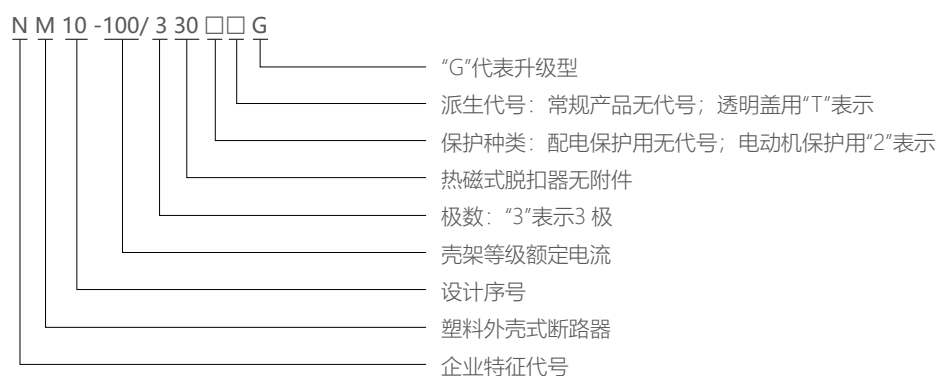 N M 10 -100/ 3 30 □□ G
“G”代表升级型
派生代号：常规产品无代号；透明盖用“T”表示
保护种类：配电保护用无代号；电动机保护用“2”表示
热磁式脱扣器无附件
极数：“3”表示3 极
壳架等级额定电流
设计序号
塑料外壳式断路器
企业特征代号